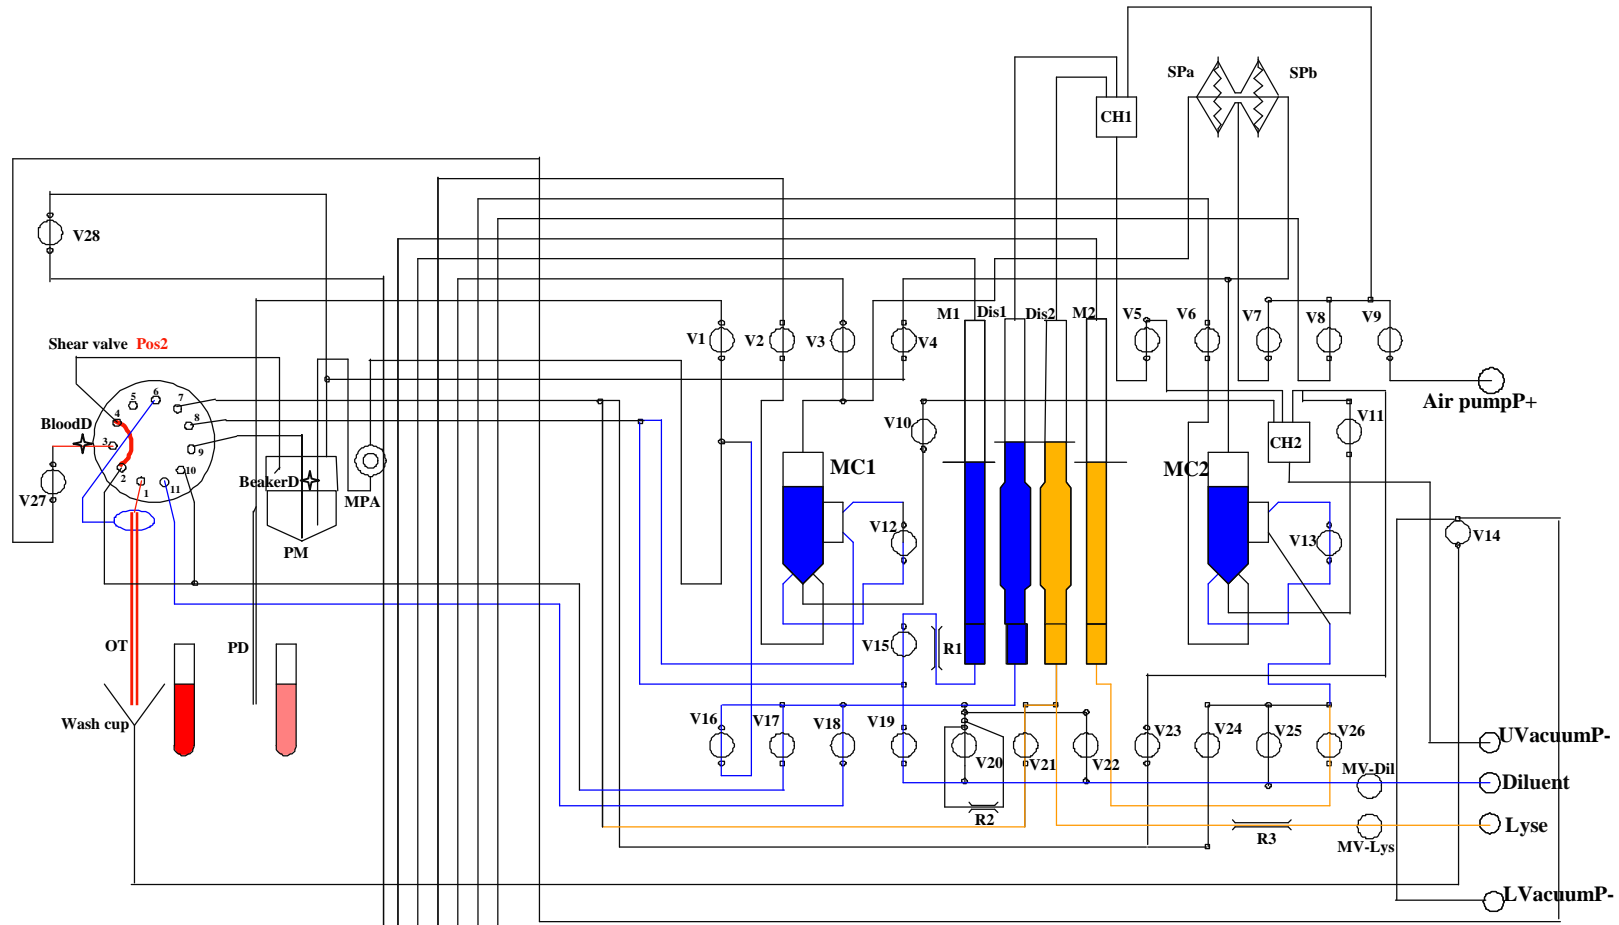 SPa
SPb
CH1
V28
M1
Dis1
Dis2
M2
V5
V6
V7
V8
V9
V1
V2
V3
V4
Shear valve Pos2
Air pumpP+
5
6
7
4
8
BloodD
3
9
V10
V11
CH2
2
10
MC1
MC2
1
11
BeakerD
V27
MPA
V12
V13
V14
PM
OT
PD
V15
R1
Wash cup
V16
V17
V18
V19
V20
V21
V22
V23
V24
V25
V26
UVacuumP-
MV-Dil
Diluent
R2
Lyse
R3
MV-Lys
LVacuumP-